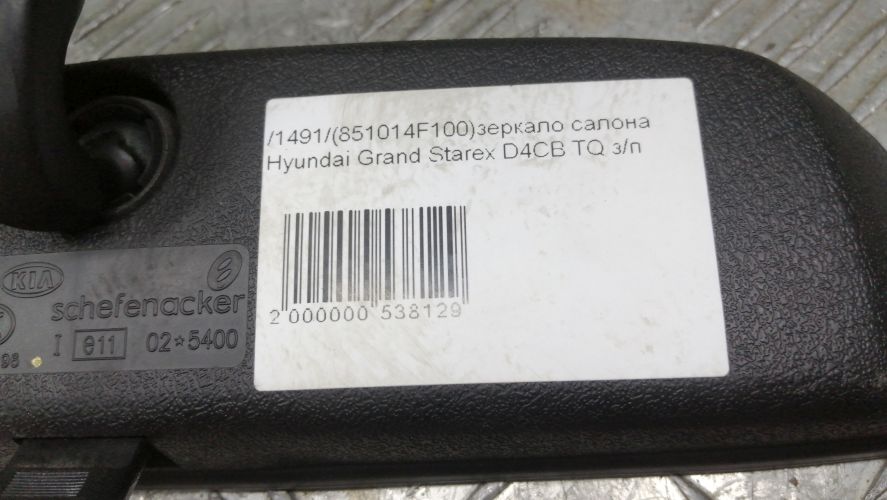 /1491/(851014F100)зеркало салона
Hyundai Grand Starex D4CB TQ з/п
2 000000 538129
KIA
schefenacker
I e11 02*5400